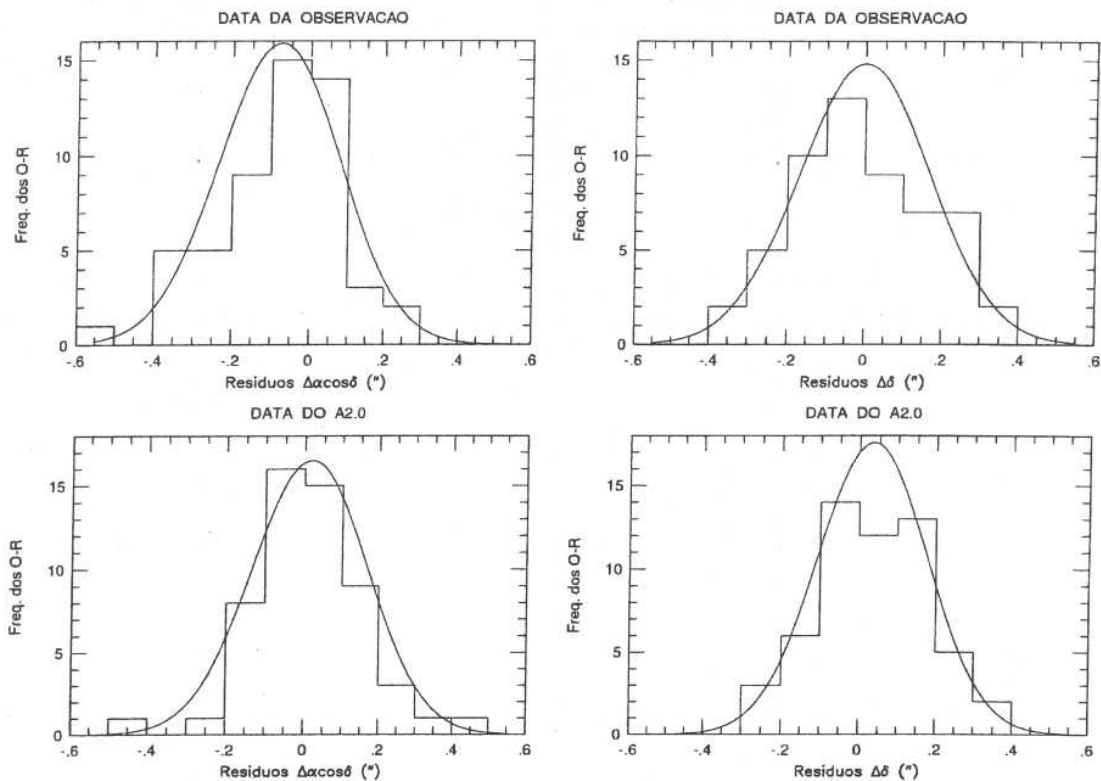 DATA DA OBSERVACAO
15
10
5
0
Freq. dos O-R
-.6 -.4 -.2 0 .2 .4 .6
Residuos Δαcosδ (")
DATA DA OBSERVACAO
15
10
5
0
Freq. dos O-R
-.6 -.4 -.2 0 .2 .4 .6
Residuos Δδ (")
DATA DO A2.0
15
10
5
0
Freq. dos O-R
-.6 -.4 -.2 0 .2 .4 .6
Residuos Δαcosδ (")
DATA DO A2.0
15
10
5
0
Freq. dos O-R
-.6 -.4 -.2 0 .2 .4 .6
Residuos Δδ (")